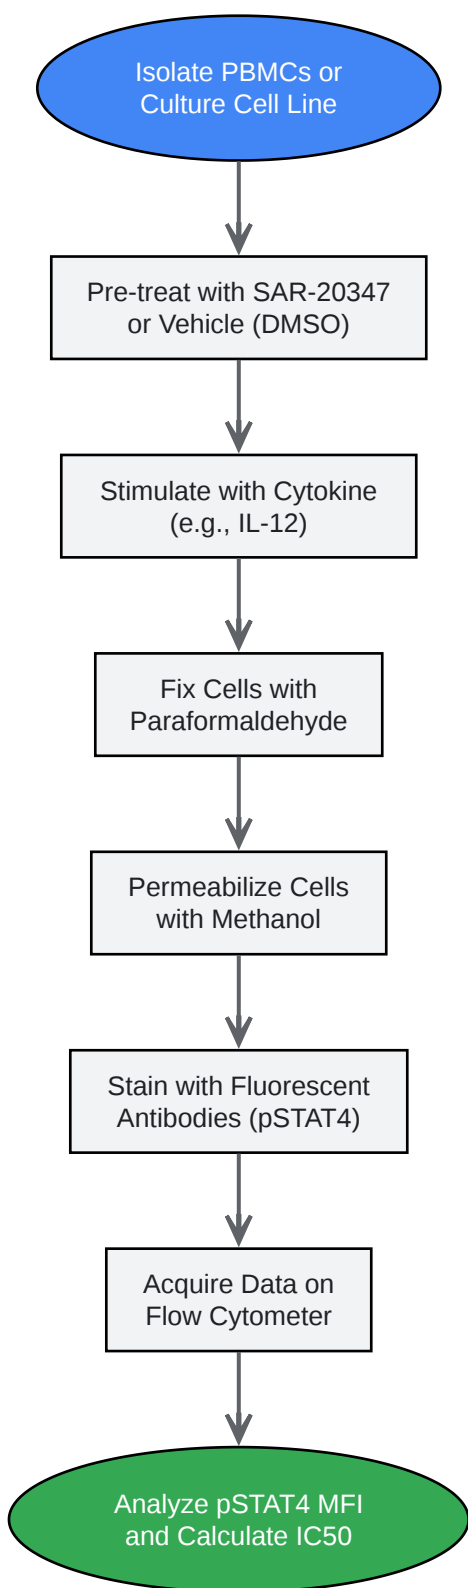 Isolate PBMCs or
Culture Cell Line
Pre-treat with SAR-20347
or Vehicle (DMSO)
Stimulate with Cytokine
(e.g., IL-12)
Fix Cells with
Paraformaldehyde
Permeabilize Cells
with Methanol
Stain with Fluorescent
Antibodies (pSTAT4)
Acquire Data on
Flow Cytometer
Analyze pSTAT4 MFI
and Calculate IC50